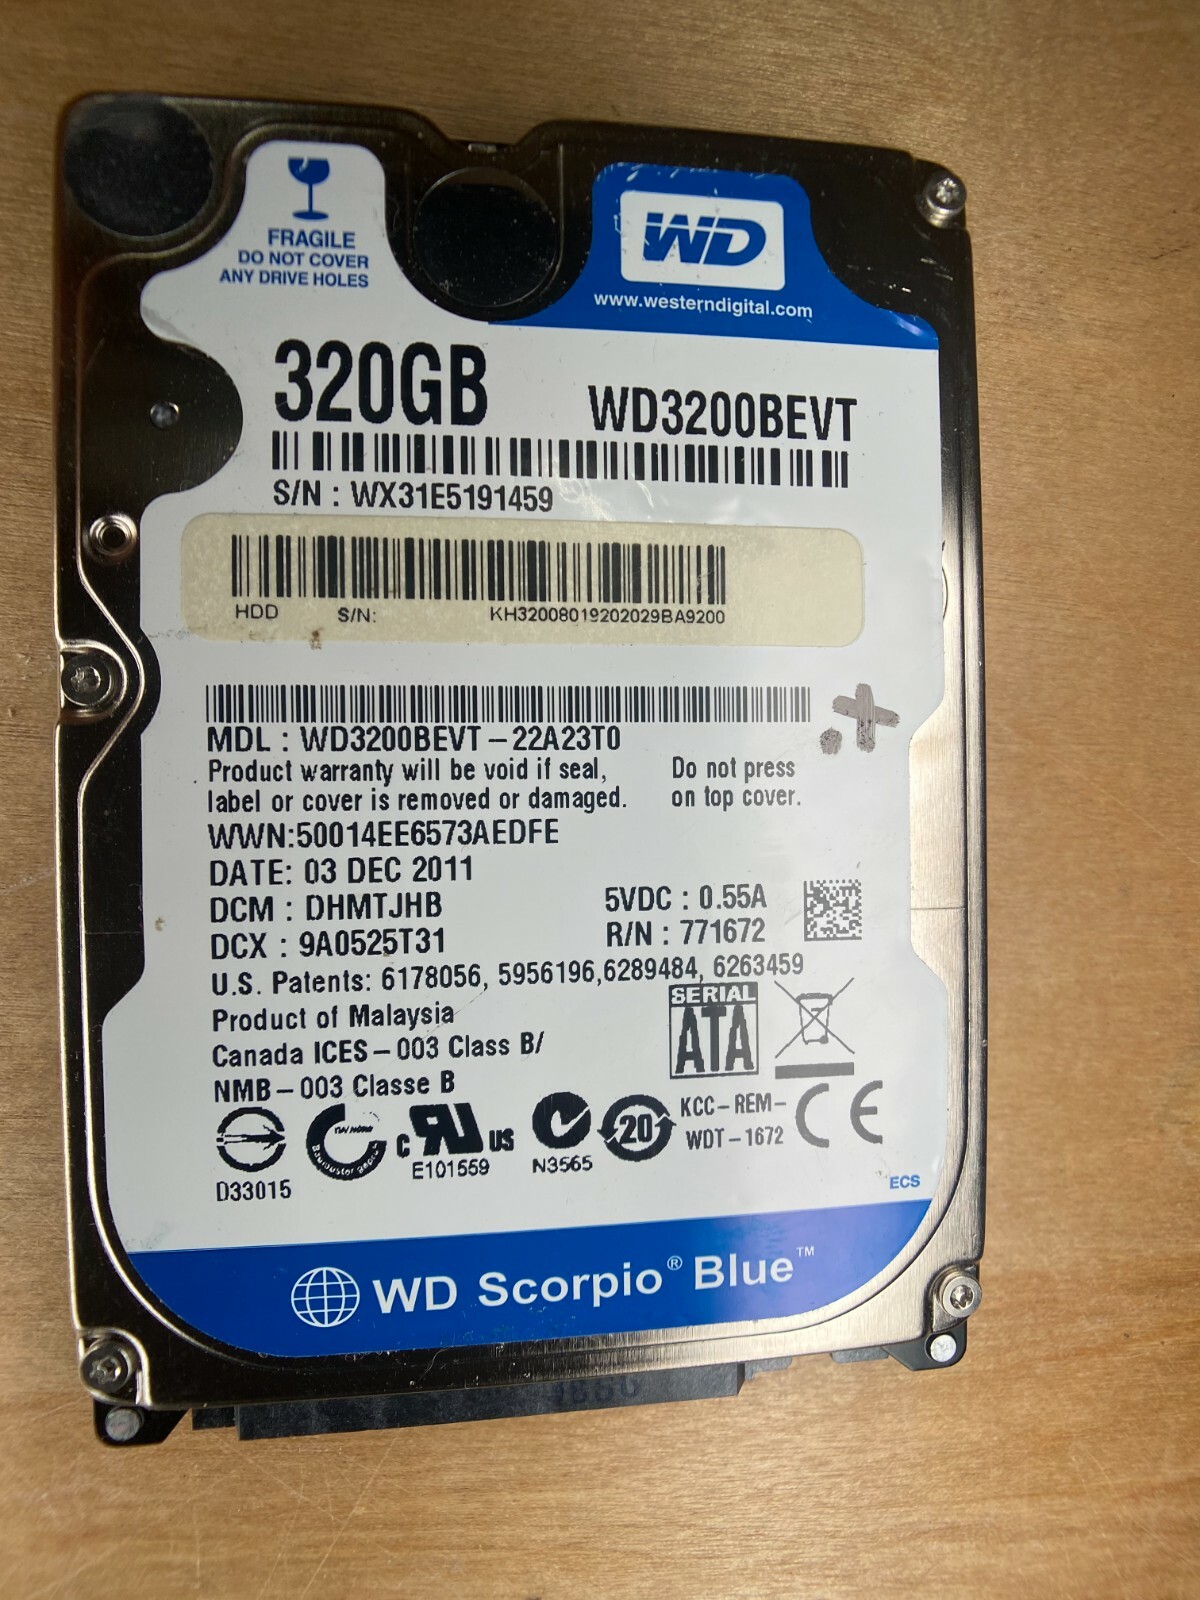 FRAGILE
DO NOT COVER
ANY DRIVE HOLES
WD
www.westerndigital.com
320GB WD3200BEVT
S/N : WX31E5191459
HDD S/N: KH32008019202029BA9200
MDL : WD3200BEVT-22A23T0
Product warranty will be void if seal,
label or cover is removed or damaged.
Do not press
on top cover.
WWN:50014EE6573AEDFE
DATE: 03 DEC 2011
DCM : DHMTJHB
DCX : 9A0525T31
5VDC : 0.55A
R/N : 771672
U.S. Patents: 6178056, 5956196,6289484, 6263459
Product of Malaysia
Canada ICES-003 Class B/
NMB-003 Classe B
SERIAL
ATA
D33015
c RU US
E101559
N3565
20
KCC-REM-
WDT-1672
CE
ECS
WD Scorpio® Blue™